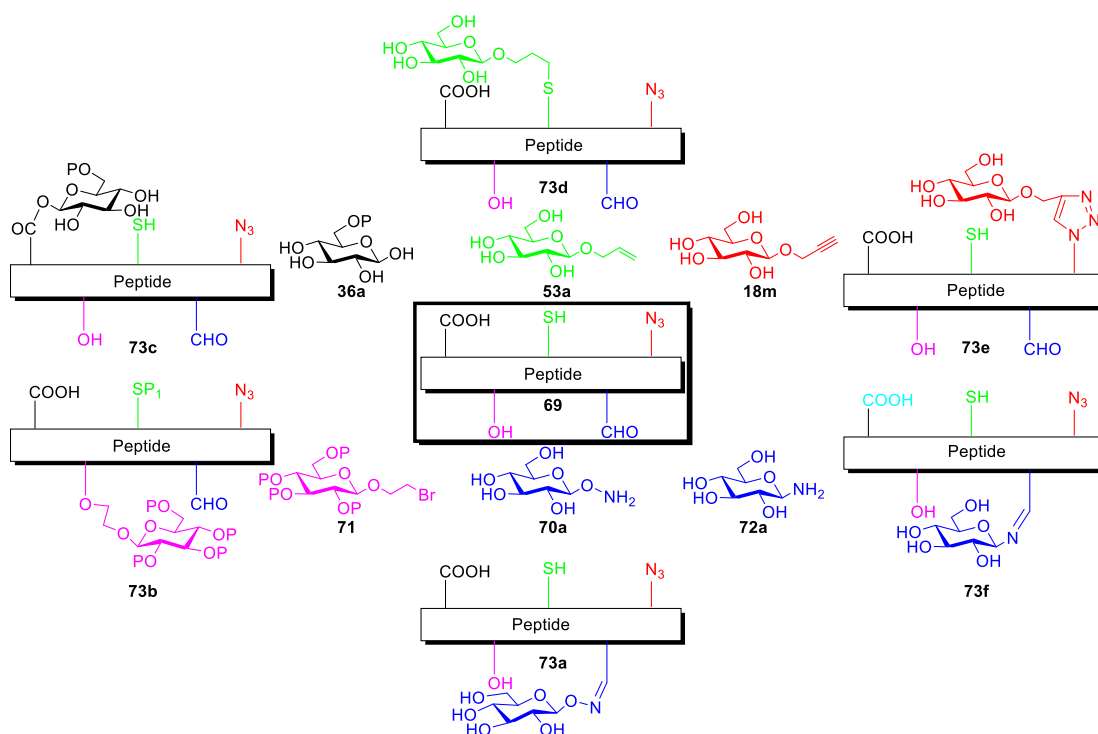 OH
HO
O
HO
O
OH
OH
S
COOH
N3
Peptide
73d
OH
CHO
PO
O
OH
O
HO
OH
OC
SH
N3
Peptide
OH
CHO
73c
OP
HO
O
HO
OH
OH
36a
OH
HO
O
HO
O
OH
53a
OH
HO
O
HO
O
OH
18m
OH
HO
O
HO
O
OH
N
N
N
COOH
SH
Peptide
OH
CHO
73e
COOH
SH
N3
Peptide
69
OH
CHO
COOH
SP1
N3
Peptide
O
CHO
O
PO
O
OP
PO
OP
73b
OP
PO
O
PO
O
Br
OP
71
OH
HO
O
HO
O
NH2
OH
70a
OH
HO
O
HO
NH2
OH
72a
COOH
SH
N3
Peptide
OH
HO
HO
O
HO
N
OH
73f
COOH
SH
N3
Peptide
73a
OH
HO
HO
O
HO
O
N
OH